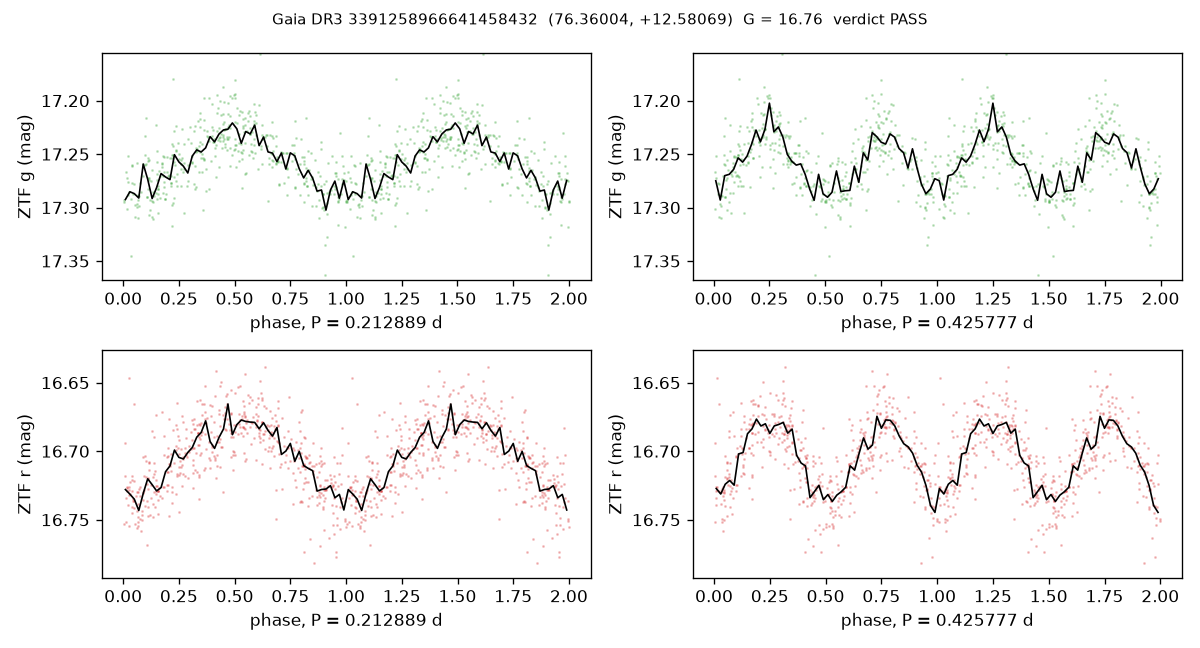 Gaia DR3 3391258966641458432  (76.36004, +12.58069)  G = 16.76  verdict PASS
ZTF g (mag)
17.20
17.25
17.30
17.35
0.00 0.25 0.50 0.75 1.00 1.25 1.50 1.75 2.00
phase, P = 0.212889 d
ZTF g (mag)
17.20
17.25
17.30
17.35
0.00 0.25 0.50 0.75 1.00 1.25 1.50 1.75 2.00
phase, P = 0.425777 d
ZTF r (mag)
16.65
16.70
16.75
0.00 0.25 0.50 0.75 1.00 1.25 1.50 1.75 2.00
phase, P = 0.212889 d
ZTF r (mag)
16.65
16.70
16.75
0.00 0.25 0.50 0.75 1.00 1.25 1.50 1.75 2.00
phase, P = 0.425777 d